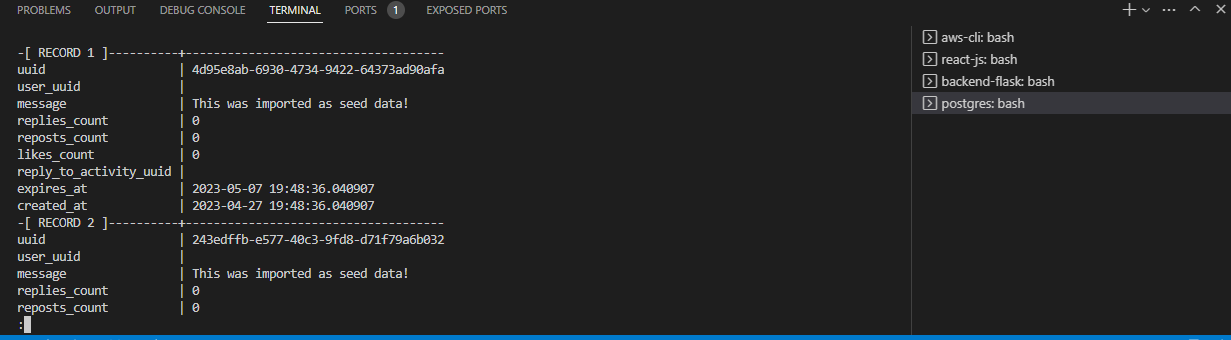 PROBLEMS OUTPUT DEBUG CONSOLE TERMINAL PORTS 1 EXPOSED PORTS
-[ RECORD 1 ]----------+-------------------------------------
uuid | 4d95e8ab-6930-4734-9422-64373ad90afa
user_uuid |
message | This was imported as seed data!
replies_count | 0
reposts_count | 0
likes_count | 0
reply_to_activity_uuid |
expires_at | 2023-05-07 19:48:36.040907
created_at | 2023-04-27 19:48:36.040907
-[ RECORD 2 ]----------+-------------------------------------
uuid | 243edffb-e577-40c3-9fd8-d71f79a6b032
user_uuid |
message | This was imported as seed data!
replies_count | 0
reposts_count | 0
:
aws-cli: bash
react-js: bash
backend-flask: bash
postgres: bash